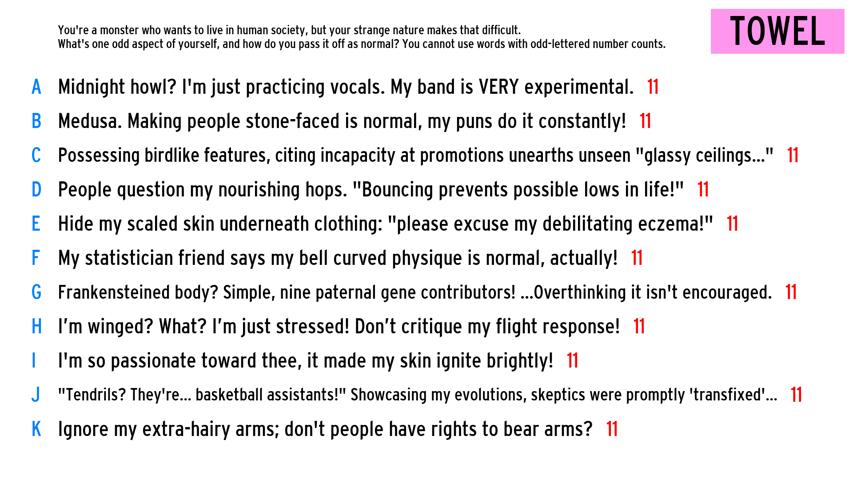 You're a monster who wants to live in human society, but your strange nature makes that difficult.
What's one odd aspect of yourself, and how do you pass it off as normal? You cannot use words with odd-lettered number counts.
TOWEL
A Midnight howl? I'm just practicing vocals. My band is VERY experimental. 11
B Medusa. Making people stone-faced is normal, my puns do it constantly! 11
C Possessing birdlike features, citing incapacity at promotions unearths unseen "glassy ceilings..." 11
D People question my nourishing hops. "Bouncing prevents possible lows in life!" 11
E Hide my scaled skin underneath clothing: "please excuse my debilitating eczema!" 11
F My statistician friend says my bell curved physique is normal, actually! 11
G Frankensteined body? Simple, nine paternal gene contributors! ...Overthinking it isn't encouraged. 11
H I’m winged? What? I’m just stressed! Don’t critique my flight response! 11
I I'm so passionate toward thee, it made my skin ignite brightly! 11
J "Tendrils? They're... basketball assistants!" Showcasing my evolutions, skeptics were promptly 'transfixed'... 11
K Ignore my extra-hairy arms; don't people have rights to bear arms? 11